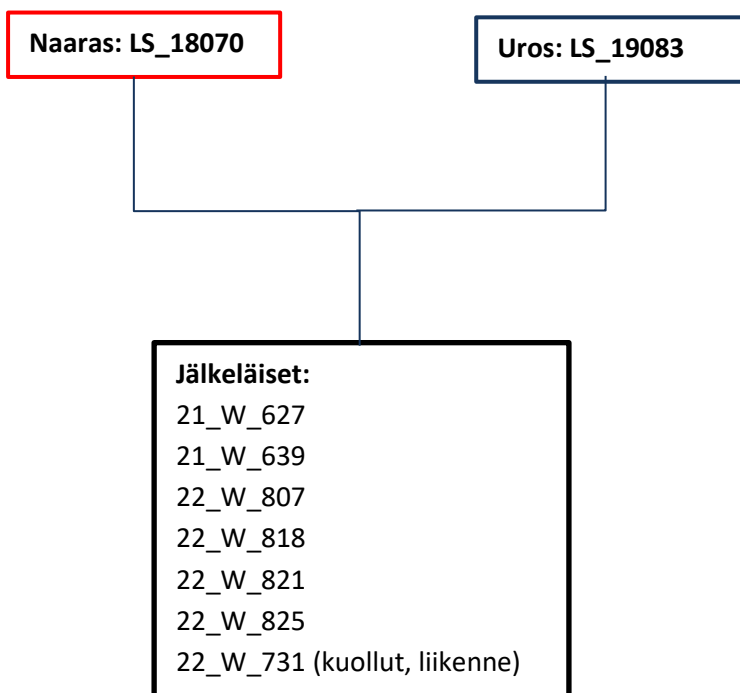 Naaras: LS_18070
Uros: LS_19083
Jälkeläiset:
21_W_627
21_W_639
22_W_807
22_W_818
22_W_821
22_W_825
22_W_731 (kuollut, liikenne)